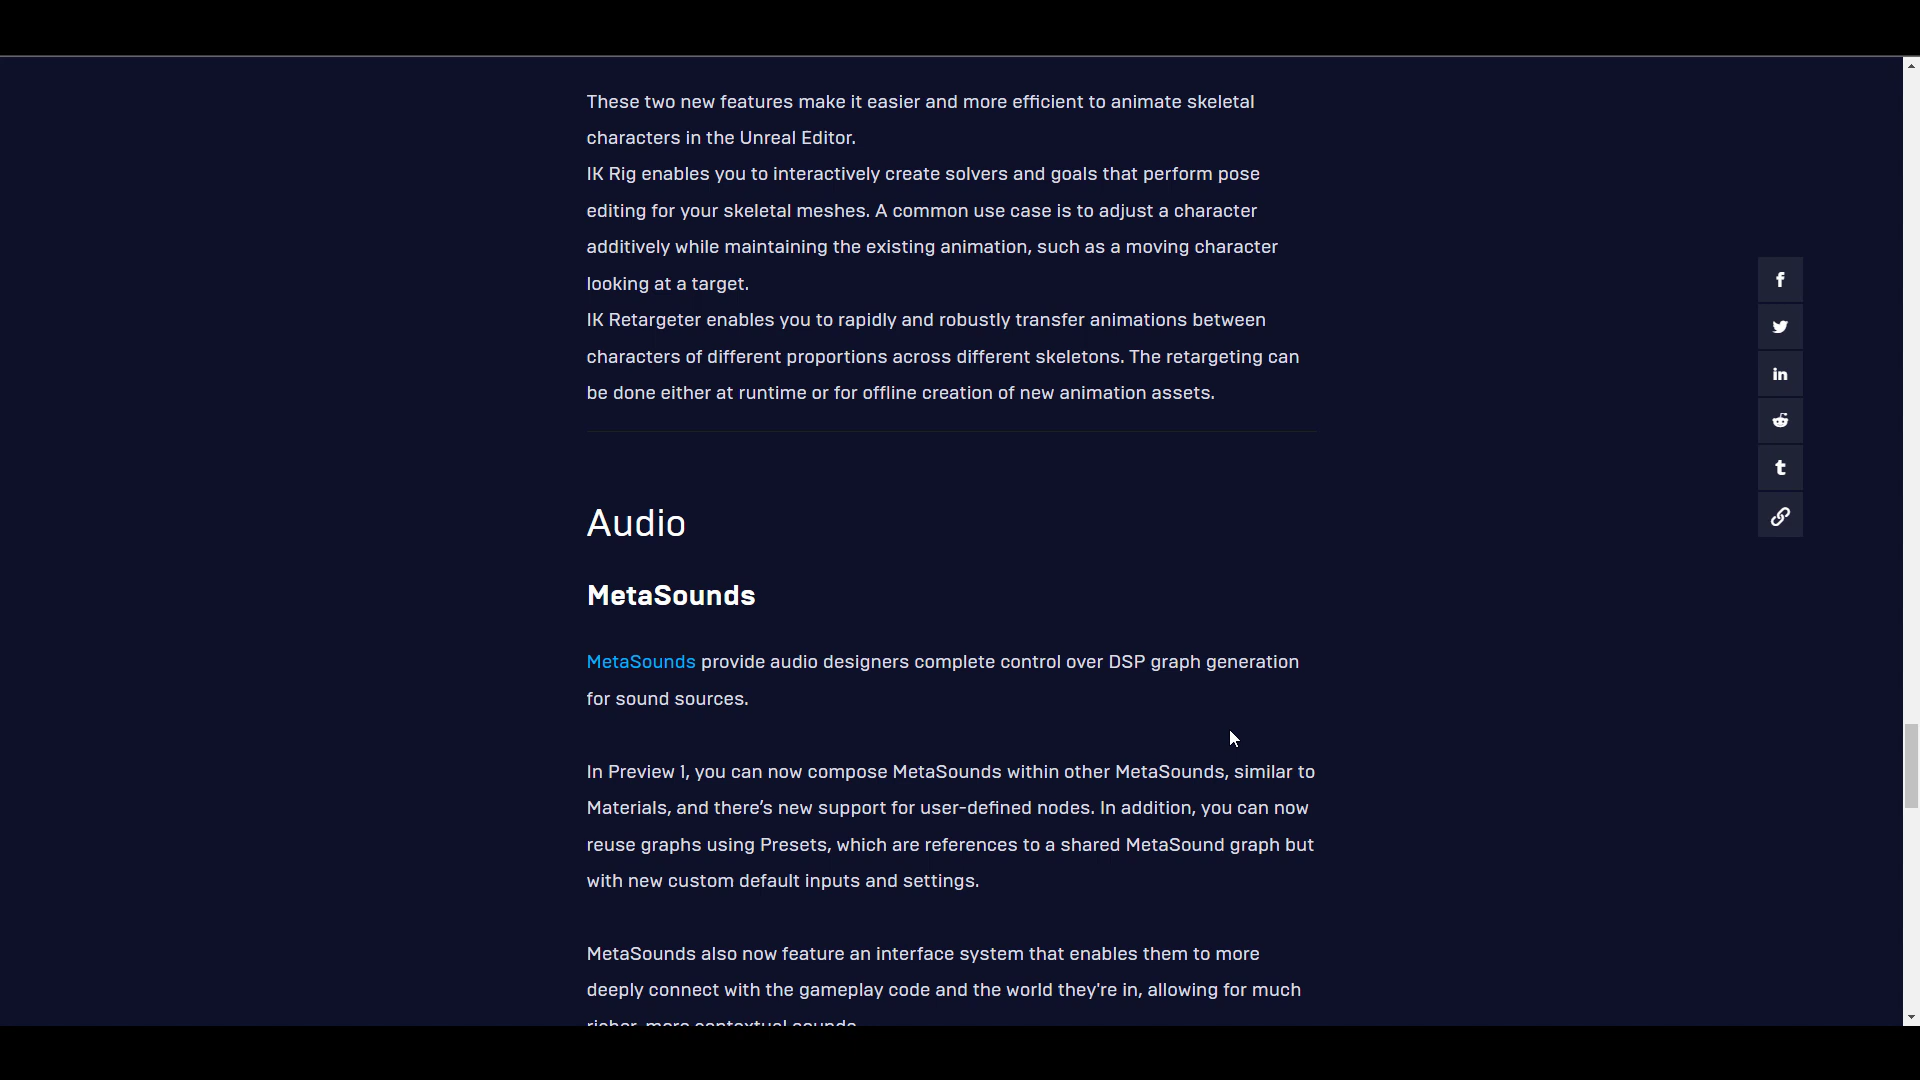 These two new features make it easier and more efficient to animate skeletal
characters in the Unreal Editor.
IK Rig enables you to interactively create solvers and goals that perform pose
editing for your skeletal meshes. A common use case is to adjust a character
additively while maintaining the existing animation, such as a moving character
looking at a target.
IK Retargeter enables you to rapidly and robustly transfer animations between
characters of different proportions across different skeletons. The retargeting can
be done either at runtime or for offline creation of new animation assets.
Audio
MetaSounds
MetaSounds provide audio designers complete control over DSP graph generation
for sound sources.
In Preview 1, you can now compose MetaSounds within other MetaSounds, similar to
Materials, and there’s new support for user-defined nodes. In addition, you can now
reuse graphs using Presets, which are references to a shared MetaSound graph but
with new custom default inputs and settings.
MetaSounds also now feature an interface system that enables them to more
deeply connect with the gameplay code and the world they're in, allowing for much
richer, more contextual sounds.